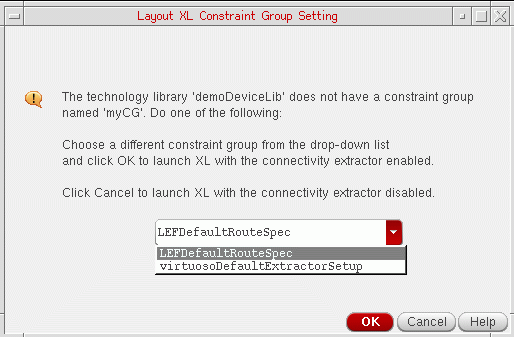 Layout XL Constraint Group Setting
The technology library 'demoDeviceLib' does not have a constraint group
named 'myCG'. Do one of the following:
Choose a different constraint group from the drop-down list
and click OK to launch XL with the connectivity extractor enabled.
Click Cancel to launch XL with the connectivity extractor disabled.
LEFDefaultRouteSpec
LEFDefaultRouteSpec
virtuosoDefaultExtractorSetup
OK Cancel Help